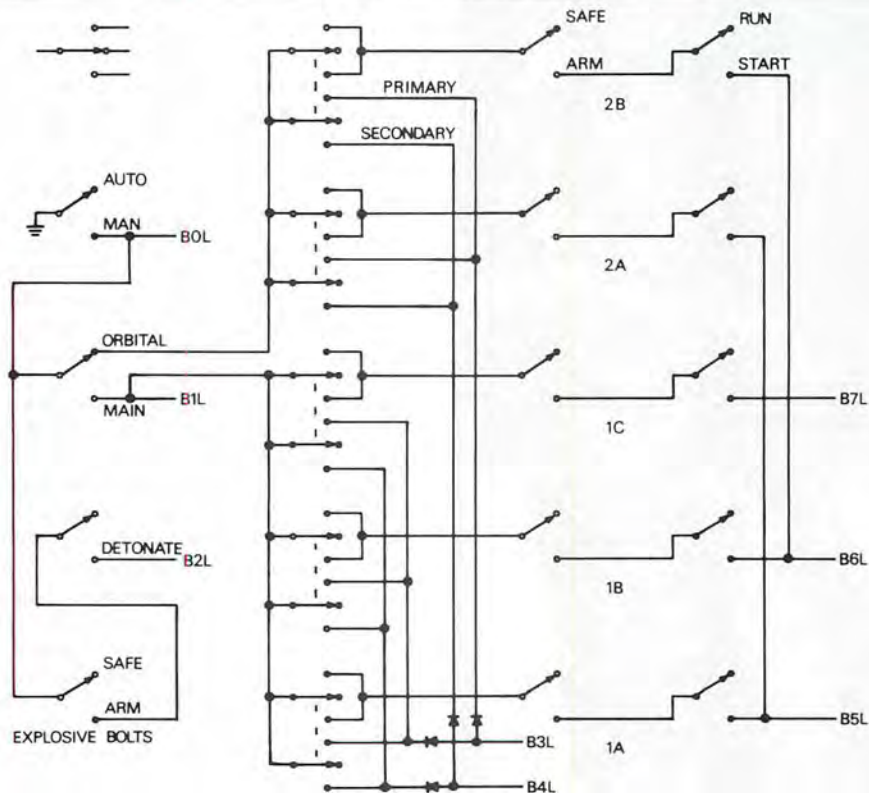 SAFE
RUN
ARM
START
PRIMARY
2B
SECONDARY
AUTO
MAN
B0L
2A
ORBITAL
MAIN
B1L
B7L
1C
DETONATE
B2L
B6L
1B
SAFE
ARM
B5L
EXPLOSIVE BOLTS
B3L
1A
B4L